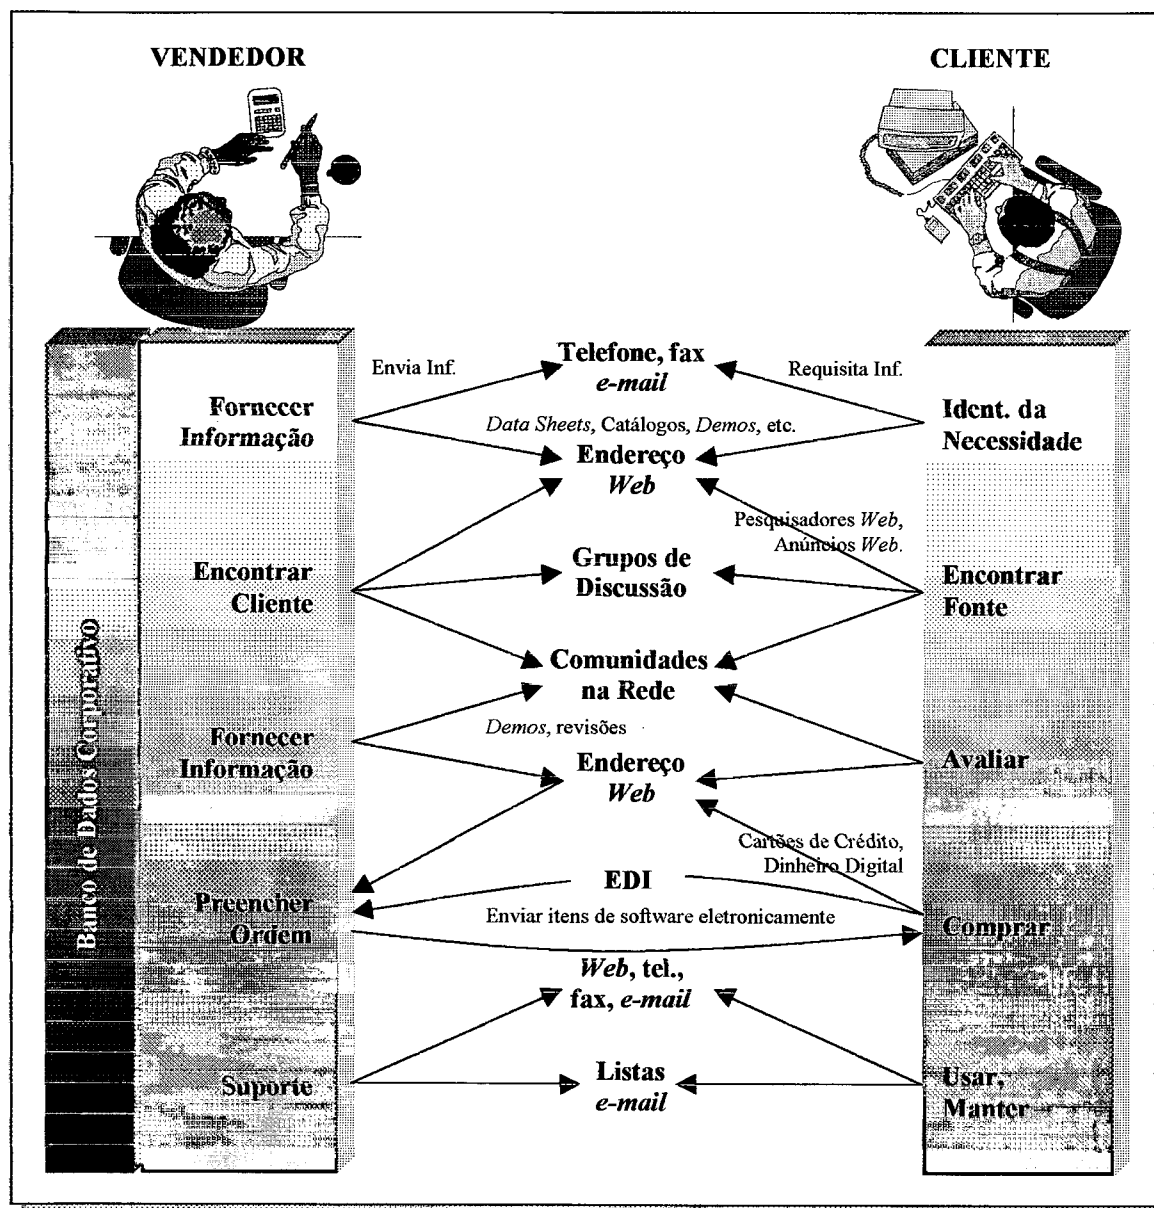 VENDEDOR
CLIENTE
Banco de Dados Corporativo
Telefone, fax
e-mail
Envia Inf.
Requisita Inf.
Fornecer
Informação
Ident. da
Necessidade
Data Sheets, Catálogos, Demos, etc.
Endereço
Web
Pesquisadores Web,
Anúncios Web.
Encontrar
Cliente
Grupos de
Discussão
Encontrar
Fonte
Comunidades
na Rede
Fornecer
Informação
Demos, revisões
Endereço
Web
Avaliar
Cartões de Crédito,
Dinheiro Digital
Preencher
Ordem
EDI
Enviar itens de software eletronicamente
Comprar
Web, tel.,
fax, e-mail
Suporte
Listas
e-mail
Usar,
Manter